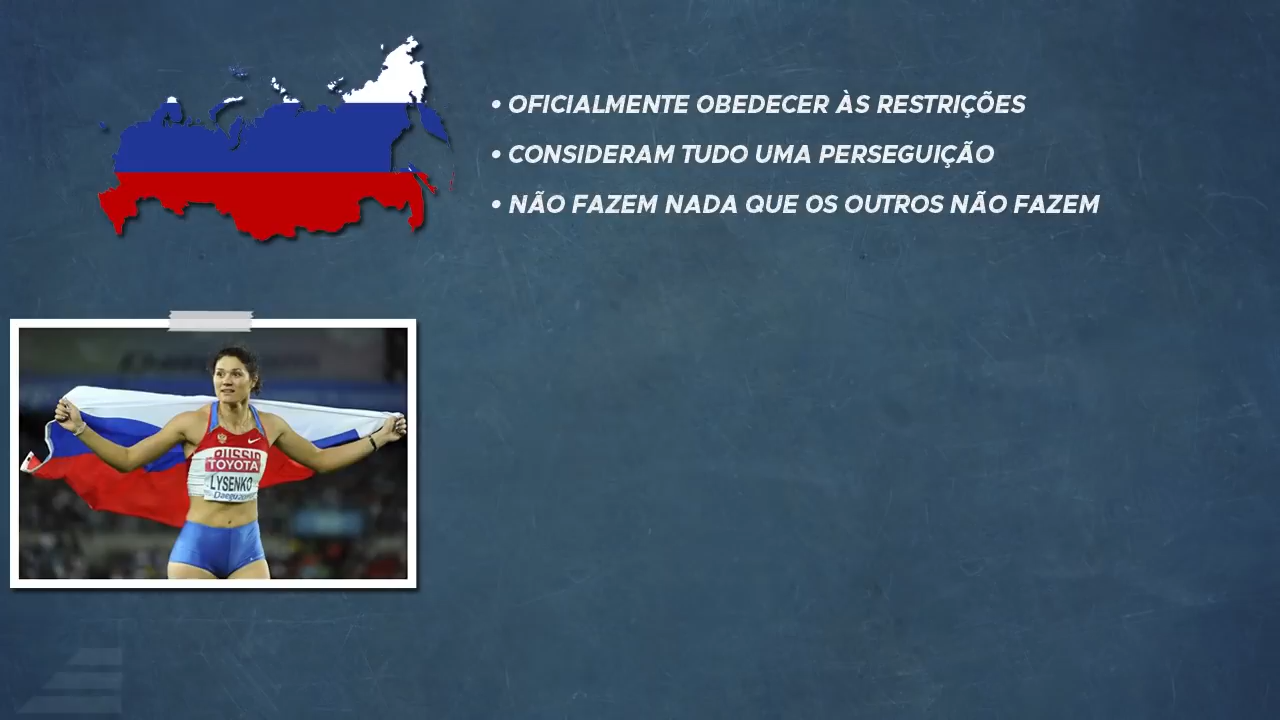 • OFICIALMENTE OBEDECER ÀS RESTRIÇÕES
• CONSIDERAM TUDO UMA PERSEGUIÇÃO
• NÃO FAZEM NADA QUE OS OUTROS NÃO FAZEM
RUSSIA
TOYOTA
LYSENKO